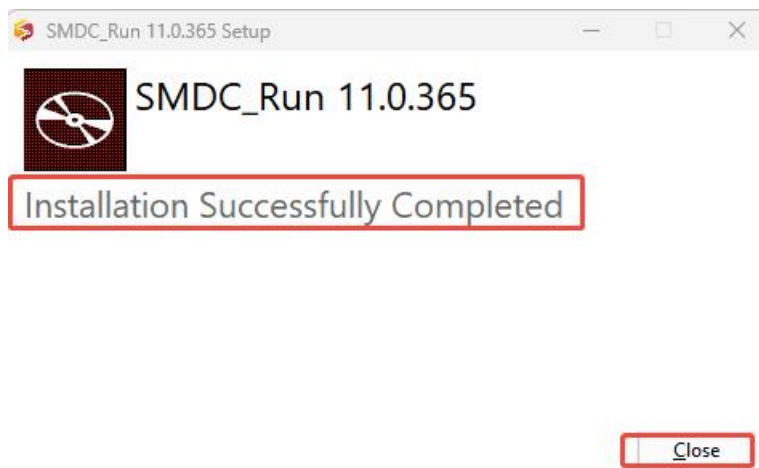 SMDC_Run 11.0.365 Setup
SMDC_Run 11.0.365
Installation Successfully Completed
Close